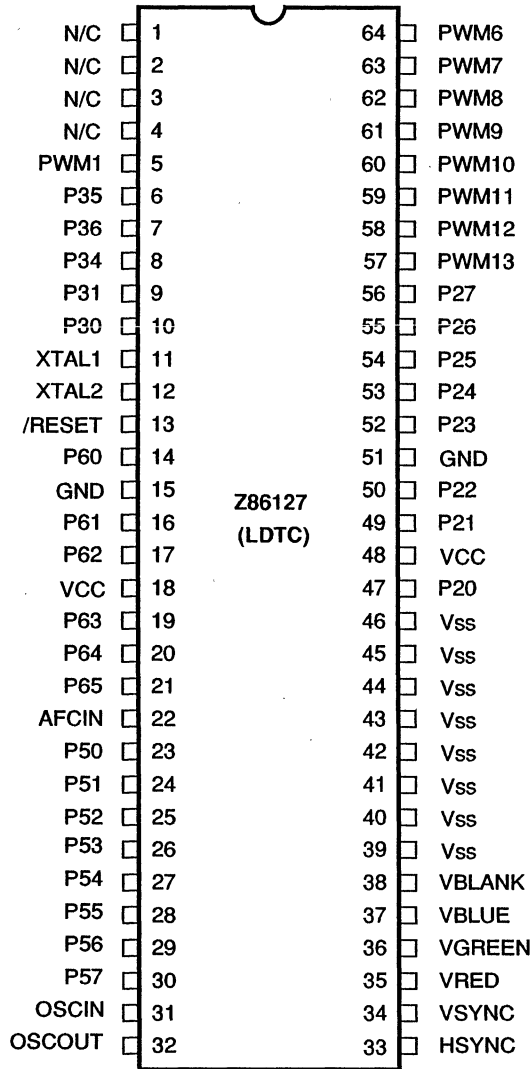 N/C 1 64 PWM6
N/C 2 63 PWM7
N/C 3 62 PWM8
N/C 4 61 PWM9
PWM1 5 60 PWM10
P35 6 59 PWM11
P36 7 58 PWM12
P34 8 57 PWM13
P31 9 56 P27
P30 10 55 P26
XTAL1 11 54 P25
XTAL2 12 53 P24
/RESET 13 52 P23
P60 14 51 GND
GND 15 50 P22
Z86127
P61 16 49 P21
(LDTC)
P62 17 48 VCC
VCC 18 47 P20
P63 19 46 Vss
P64 20 45 Vss
P65 21 44 Vss
AFCIN 22 43 Vss
P50 23 42 Vss
P51 24 41 Vss
P52 25 40 Vss
P53 26 39 Vss
P54 27 38 VBLANK
P55 28 37 VBLUE
P56 29 36 VGREEN
P57 30 35 VRED
OSCIN 31 34 VSYNC
OSCOUT 32 33 HSYNC